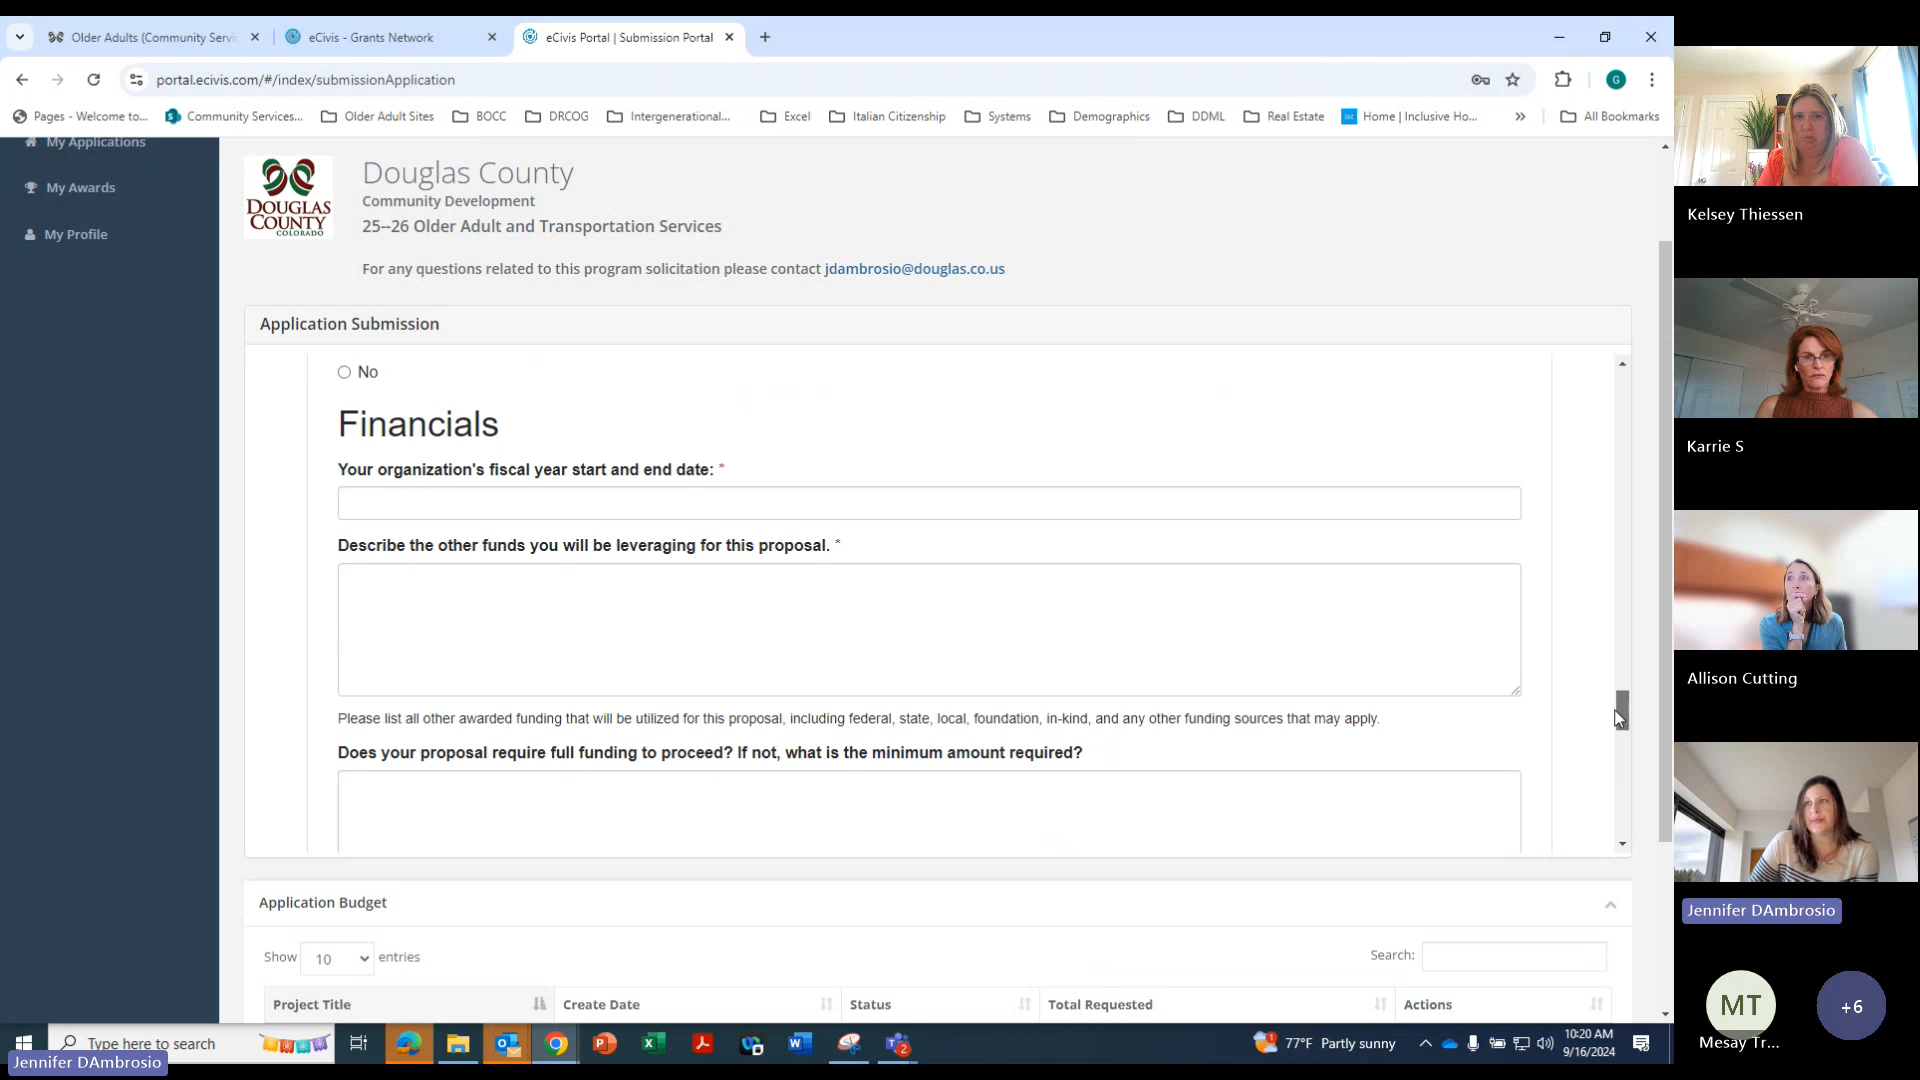 Older Adults (Community Servi
eCivis - Grants Network
eCivis Portal | Submission Portal
portal.ecivis.com/#/index/submissionApplication
G
Pages - Welcome to...
Community Services...
Older Adult Sites
BOCC
DRCOG
Intergenerational...
Excel
Italian Citizenship
Systems
Demographics
DDML
Real Estate
Home | Inclusive Ho...
All Bookmarks
My Applications
My Awards
My Profile
DOUGLAS
COUNTY
COLORADO
Douglas County
Community Development
25--26 Older Adult and Transportation Services
For any questions related to this program solicitation please contact jdambrosio@douglas.co.us
Application Submission
No
Financials
Your organization's fiscal year start and end date: *
Describe the other funds you will be leveraging for this proposal. *
Please list all other awarded funding that will be utilized for this proposal, including federal, state, local, foundation, in-kind, and any other funding sources that may apply.
Does your proposal require full funding to proceed? If not, what is the minimum amount required?
Application Budget
Show 10 entries
Search:
Project Title
Create Date
Status
Total Requested
Actions
Type here to search
77°F Partly sunny
10:20 AM
9/16/2024
Jennifer DAmbrosio
Kelsey Thiessen
Karrie S
Allison Cutting
Jennifer DAmbrosio
MT
+6
Mesay Tr...